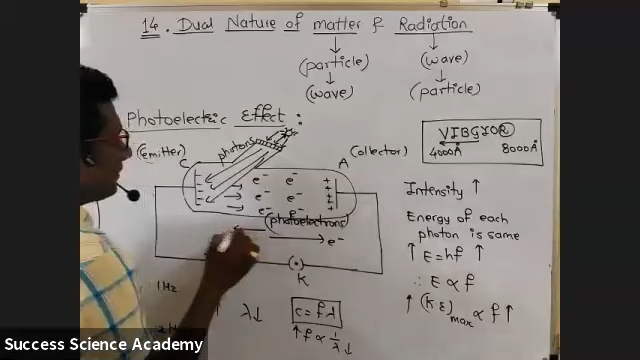 14. Dual Nature of matter & Radiation
(particle)
(wave)
(wave)
(particle)
Photoelectric Effect :
(emitter)
C
photons
A
(collector)
e⁻ e⁻
e⁻ e⁻
e⁻ e⁻
(photoelectrons)
e⁻
K
VIBGYOR
4000Å 8000Å
Intensity ↑
Energy of each
photon is same
↑ E = hf ↑
∴ E ∝ f
↑ (K.E)max ∝ f ↑
1Hz
λ↓
c = fλ
↑ f ∝ 1/λ ↓
Success Science Academy